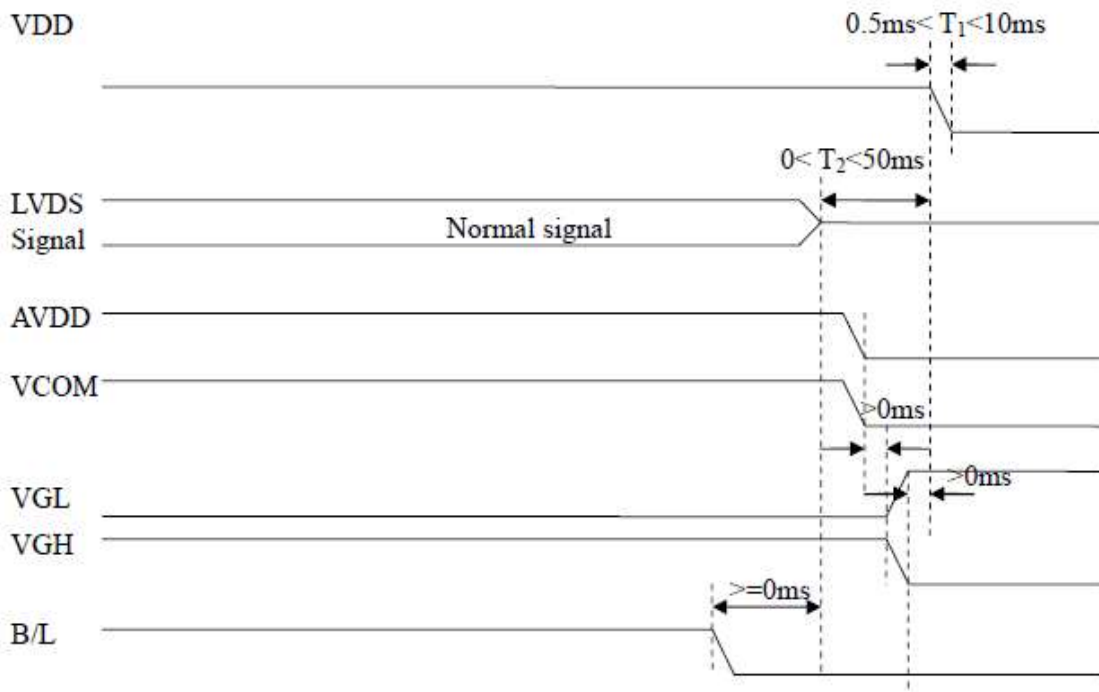 VDD
0.5ms< T₁<10ms
0< T₂<50ms
LVDS
Signal
Normal signal
AVDD
VCOM
>0ms
VGL
>0ms
VGH
>=0ms
B/L